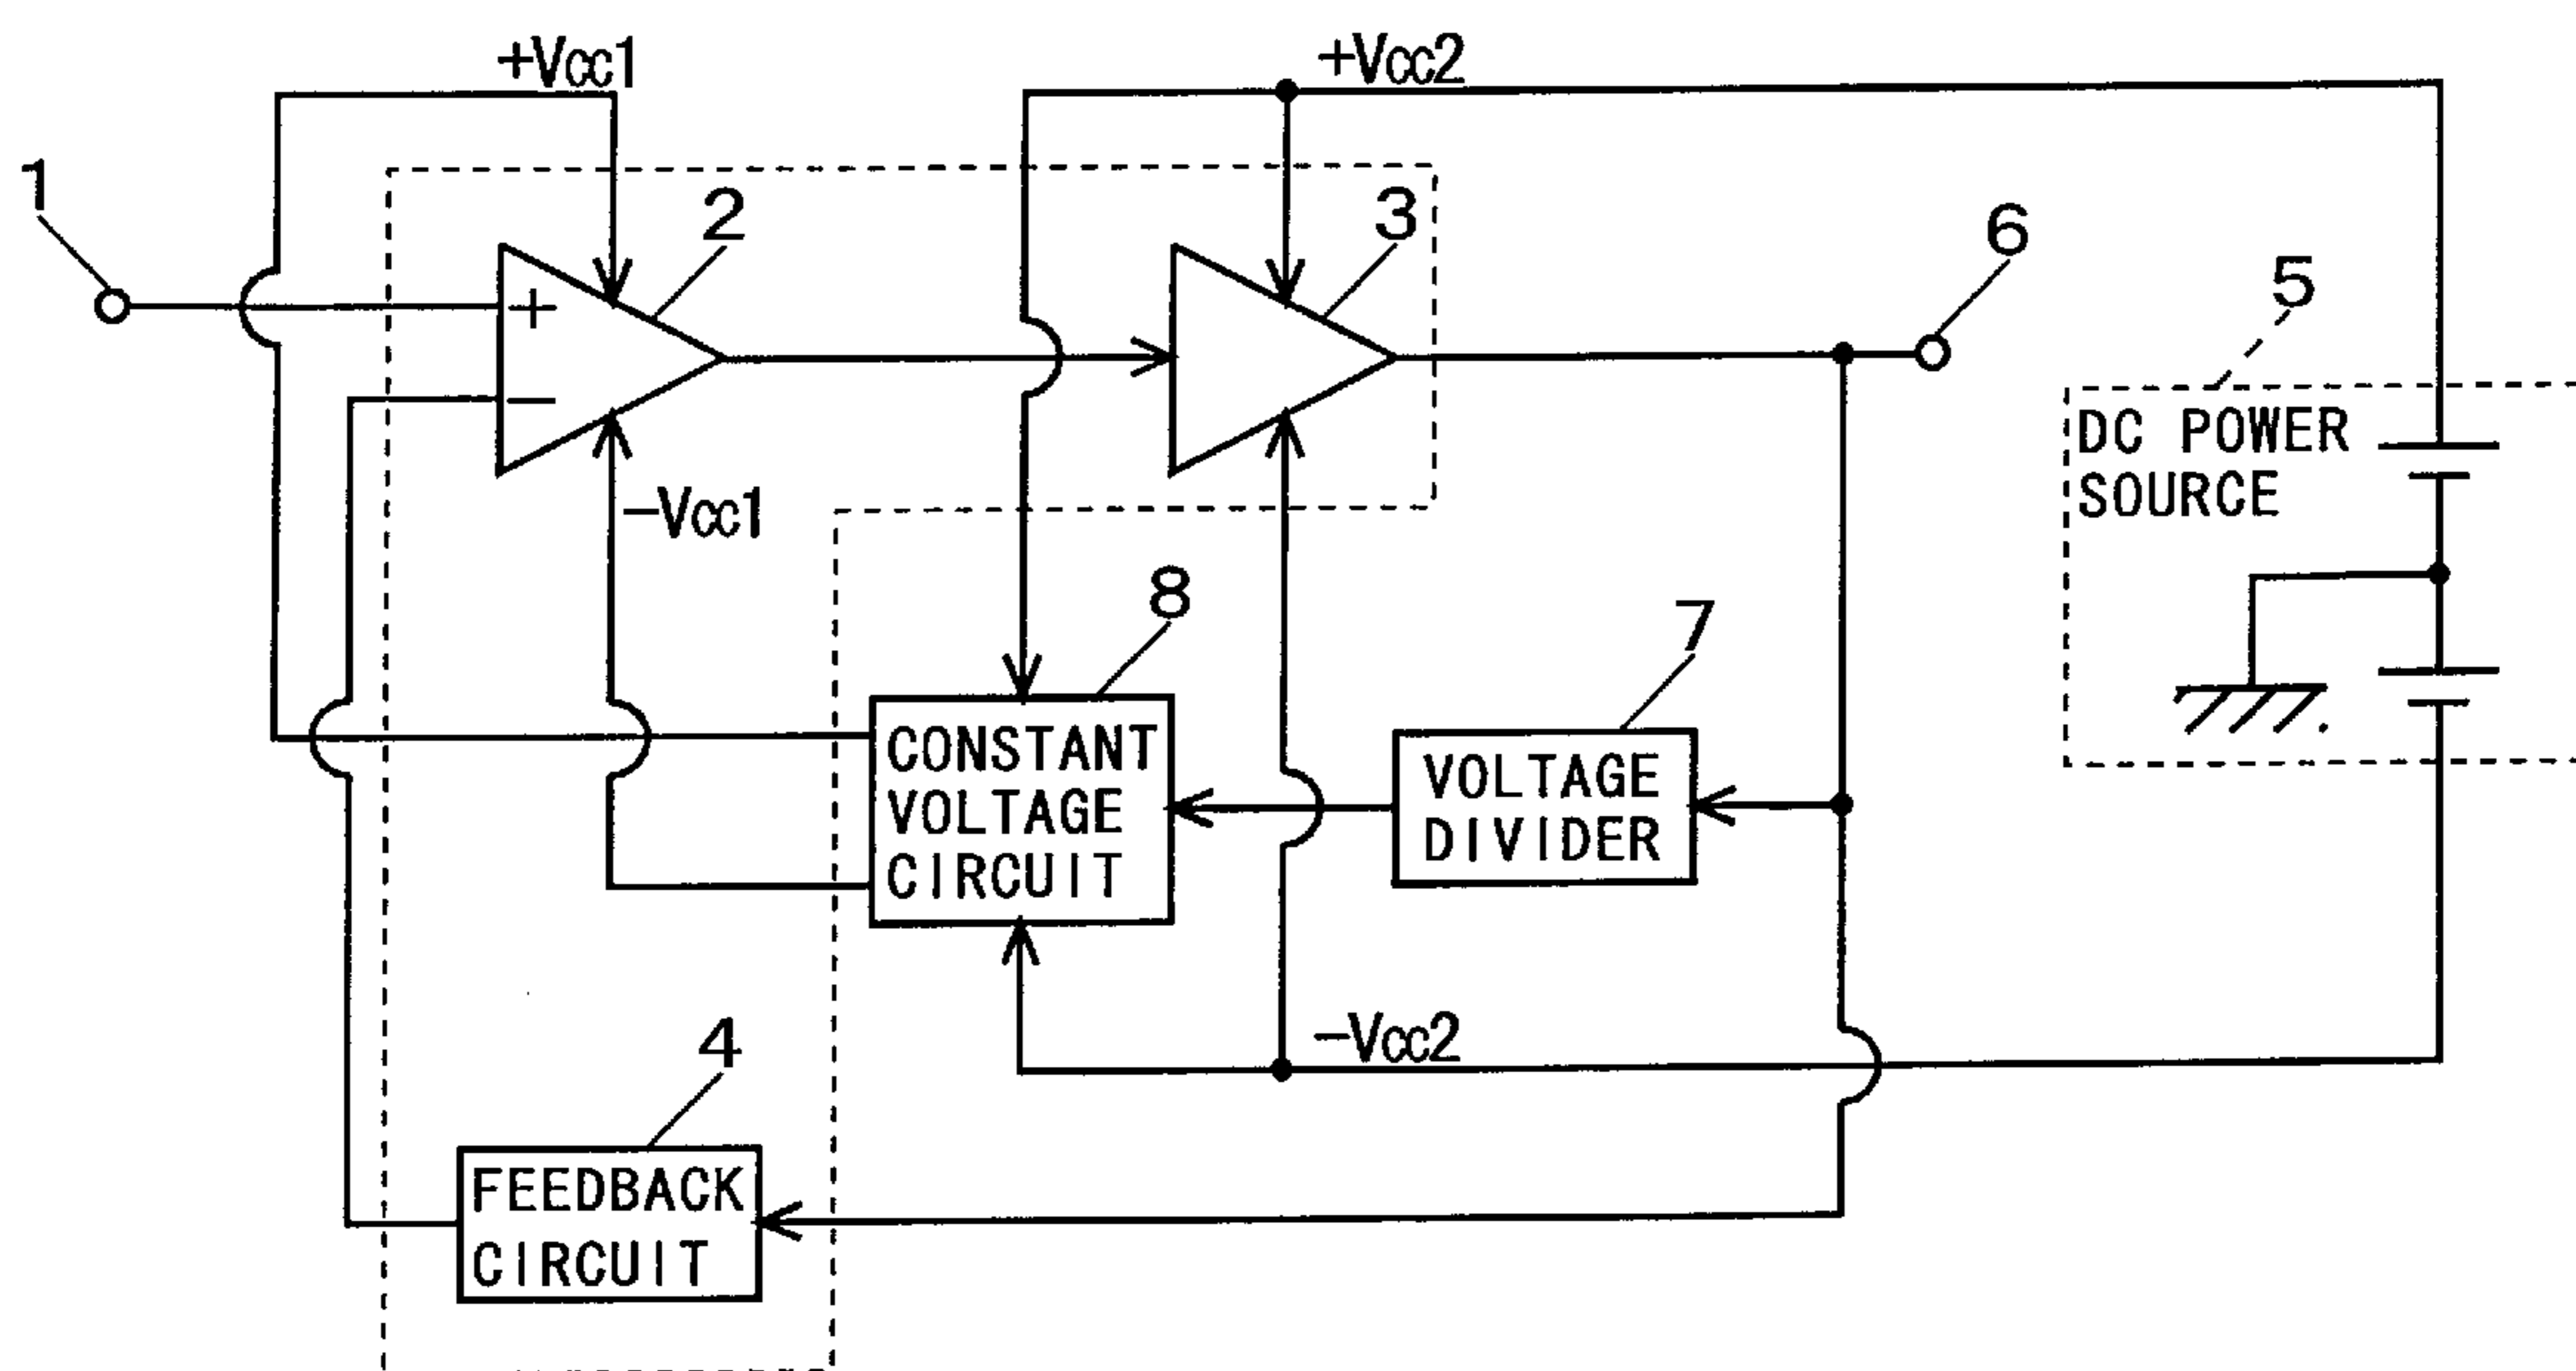 +Vcc1
+Vcc2
1
2
3
6
5
+
−
DC POWER
SOURCE
−Vcc1
8
7
CONSTANT
VOLTAGE
CIRCUIT
VOLTAGE
DIVIDER
−Vcc2
4
FEEDBACK
CIRCUIT